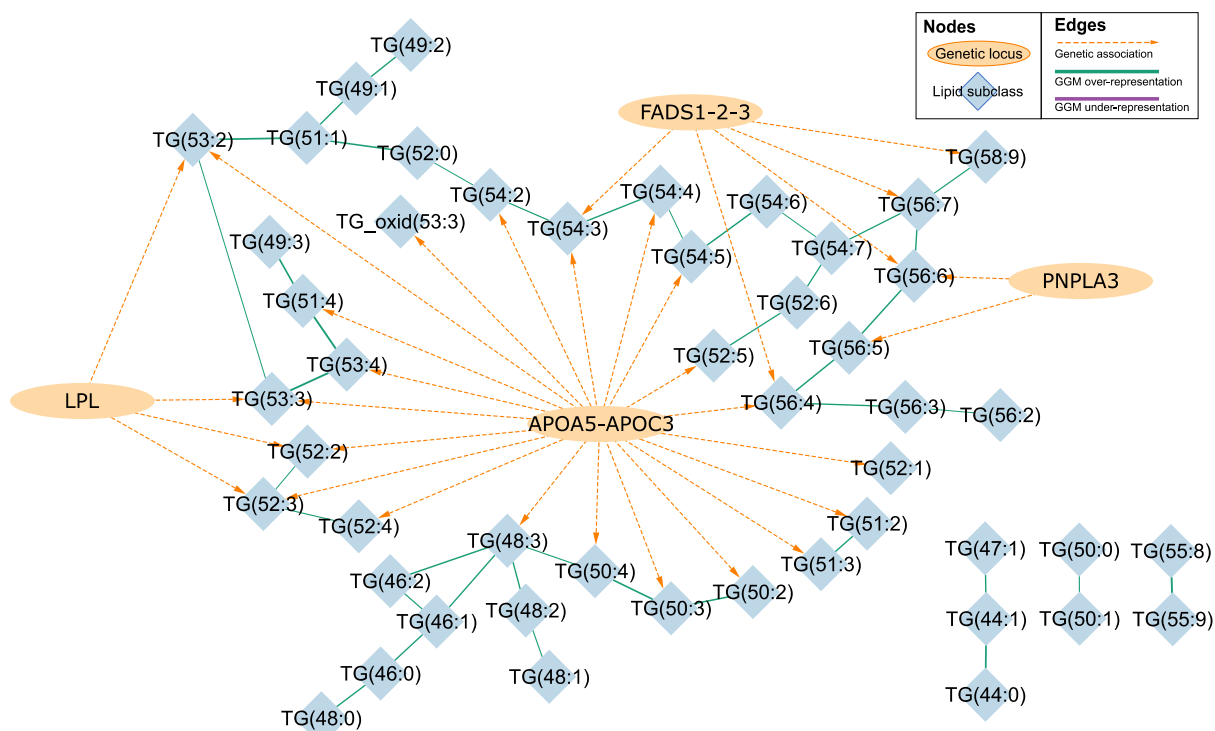 Nodes
Edges
Genetic locus
Genetic association
Lipid subclass
GGM over-representation
GGM under-representation
TG(49:2)
TG(49:1)
FADS1-2-3
TG(53:2)
TG(51:1)
TG(52:0)
TG(58:9)
TG(54:2)
TG(54:4)
TG(54:6)
TG(56:7)
TG_oxid(53:3)
TG(54:3)
TG(49:3)
TG(54:5)
TG(54:7)
TG(56:6)
PNPLA3
TG(51:4)
TG(52:6)
TG(53:4)
TG(52:5)
TG(56:5)
LPL
TG(53:3)
TG(56:4)
TG(56:3)
TG(56:2)
APOA5-APOC3
TG(52:2)
TG(52:1)
TG(52:3)
TG(52:4)
TG(51:2)
TG(48:3)
TG(47:1)
TG(50:0)
TG(55:8)
TG(46:2)
TG(50:4)
TG(51:3)
TG(50:2)
TG(46:1)
TG(48:2)
TG(50:3)
TG(44:1)
TG(50:1)
TG(55:9)
TG(46:0)
TG(48:1)
TG(44:0)
TG(48:0)